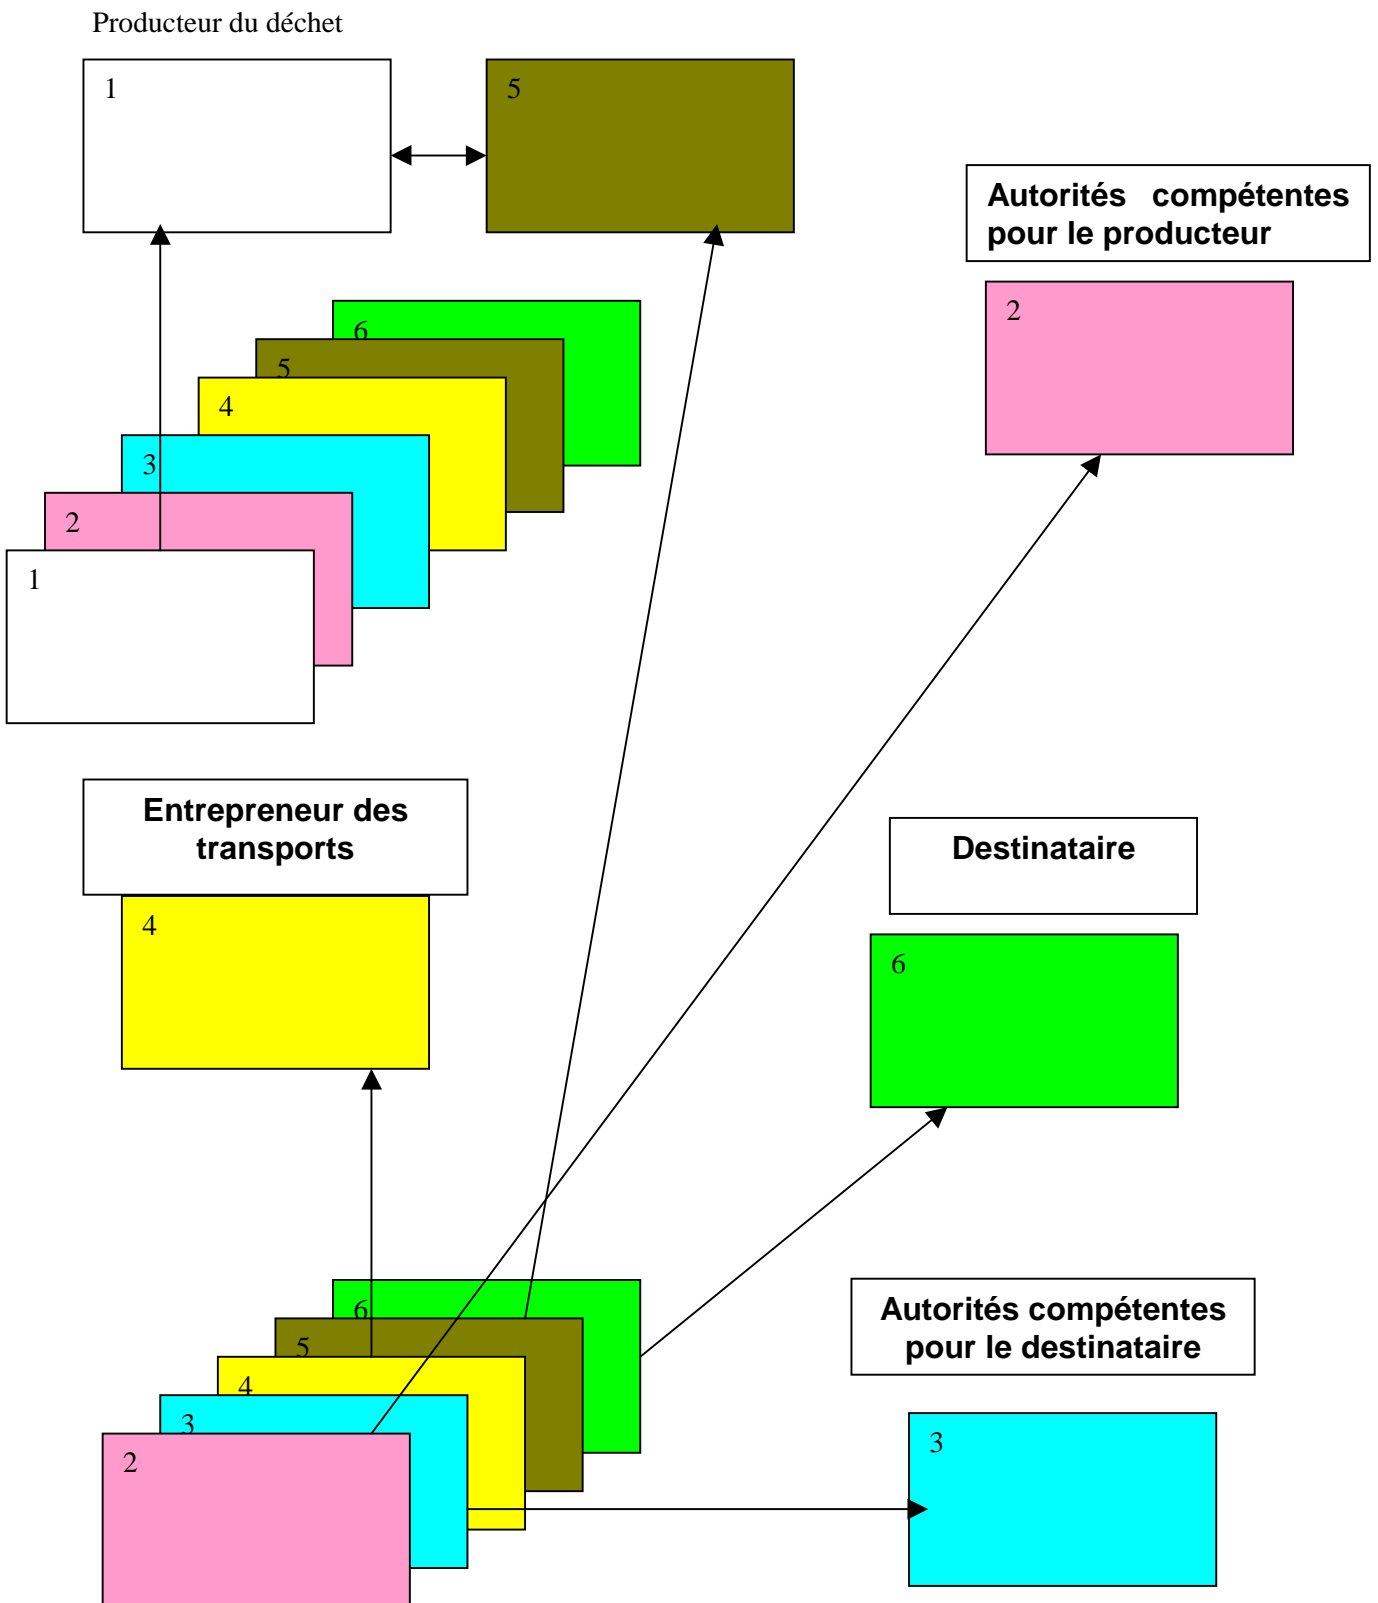 Producteur du déchet
1
5
Autorités compétentes
pour le producteur
2
6
5
4
3
2
1
Entrepreneur des
transports
4
Destinataire
6
6
5
4
3
2
Autorités compétentes
pour le destinataire
3